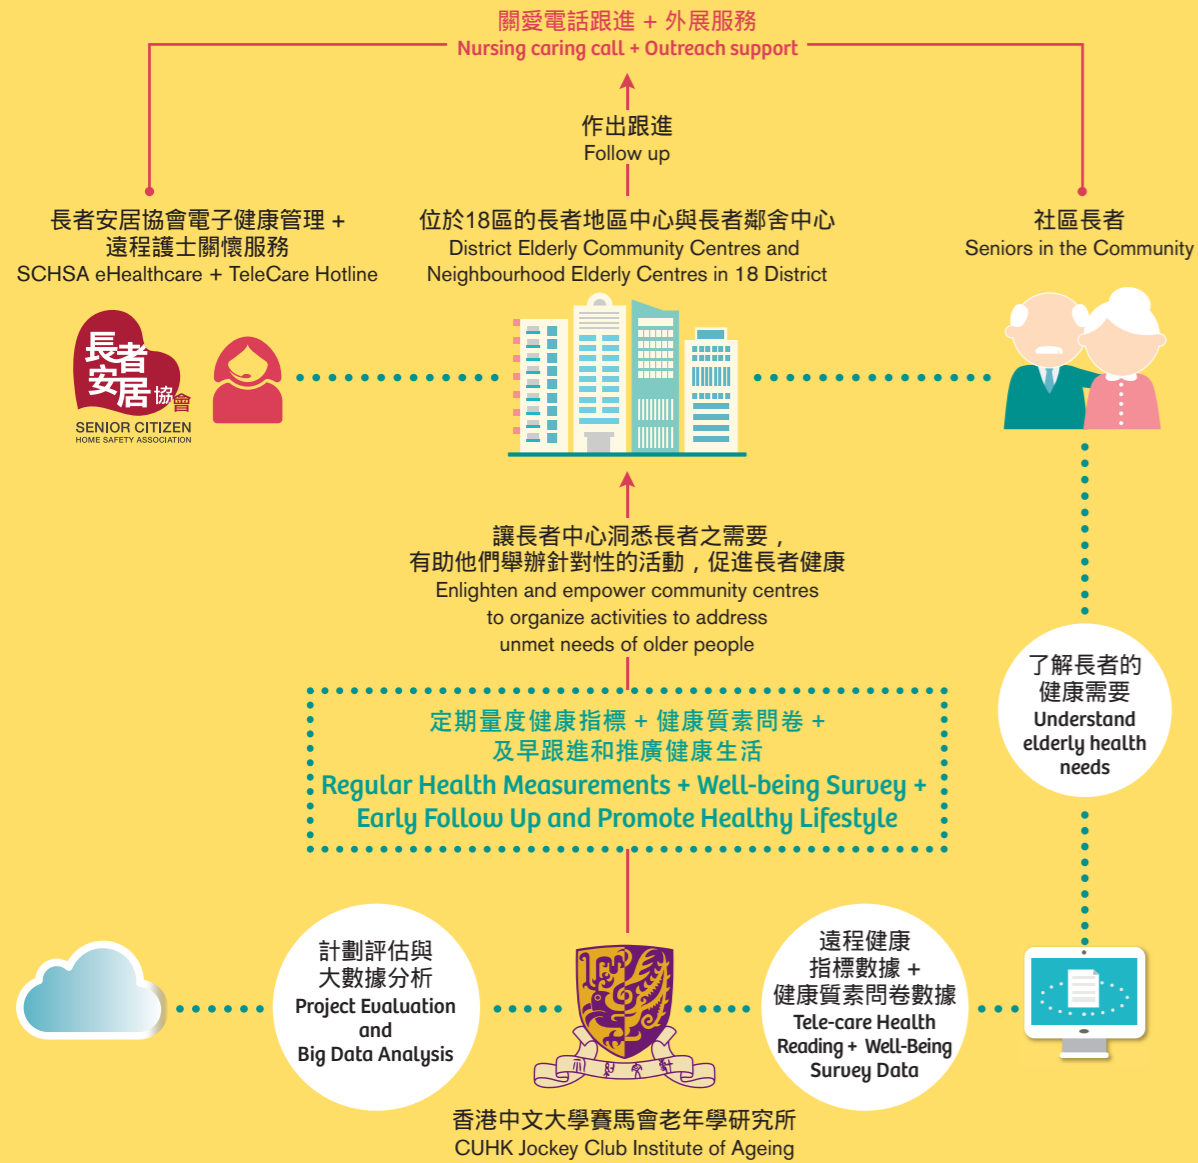 關愛電話跟進 + 外展服務
Nursing caring call + Outreach support
作出跟進
Follow up
長者安居協會電子健康管理 +
遠程護士關懷服務
SCHSA eHealthcare + TeleCare Hotline
位於18區的長者地區中心與長者鄰舍中心
District Elderly Community Centres and
Neighbourhood Elderly Centres in 18 District
社區長者
Seniors in the Community
長者
安居協會
SENIOR CITIZEN
HOME SAFETY ASSOCIATION
讓長者中心洞悉長者之需要，
有助他們舉辦針對性的活動，促進長者健康
Enlighten and empower community centres
to organize activities to address
unmet needs of older people
了解長者的
健康需要
Understand
elderly health
needs
定期量度健康指標 + 健康質素問卷 +
及早跟進和推廣健康生活
Regular Health Measurements + Well-being Survey +
Early Follow Up and Promote Healthy Lifestyle
計劃評估與
大數據分析
Project Evaluation
and
Big Data Analysis
遠程健康
指標數據 +
健康質素問卷數據
Tele-care Health
Reading + Well-Being
Survey Data
香港中文大學賽馬會老年學研究所
CUHK Jockey Club Institute of Ageing